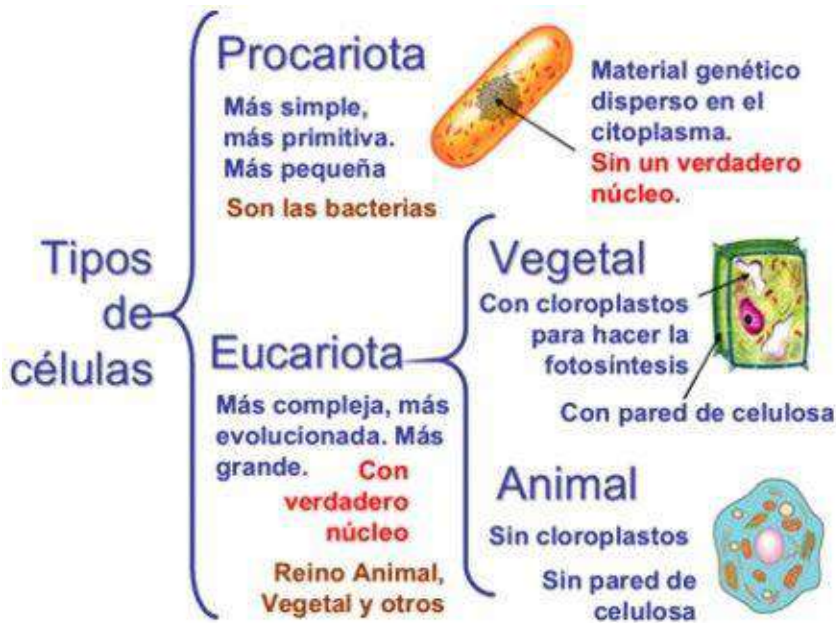 Tipos
de
células
Procariota
Más simple,
más primitiva.
Más pequeña
Son las bacterias
Material genético
disperso en el
citoplasma.
Sin un verdadero
núcleo.
Eucariota
Más compleja, más
evolucionada. Más
grande.
Con
verdadero
núcleo
Reino Animal,
Vegetal y otros
Vegetal
Con cloroplastos
para hacer la
fotosíntesis
Con pared de celulosa
Animal
Sin cloroplastos
Sin pared de
celulosa